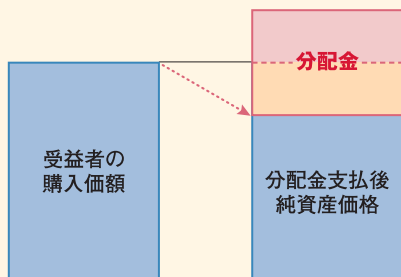 分配金
受益者の
購入価額
分配金支払後
純資産価格